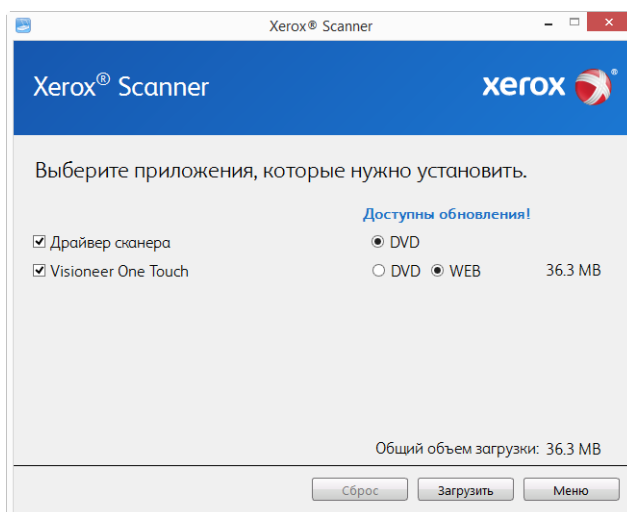 Xerox® Scanner
Xerox® Scanner
xerox®
Выберите приложения, которые нужно установить.
Доступны обновления!
Драйвер сканера DVD
Visioneer One Touch DVD WEB 36.3 MB
Общий объем загрузки: 36.3 MB
Сброс Загрузить Меню